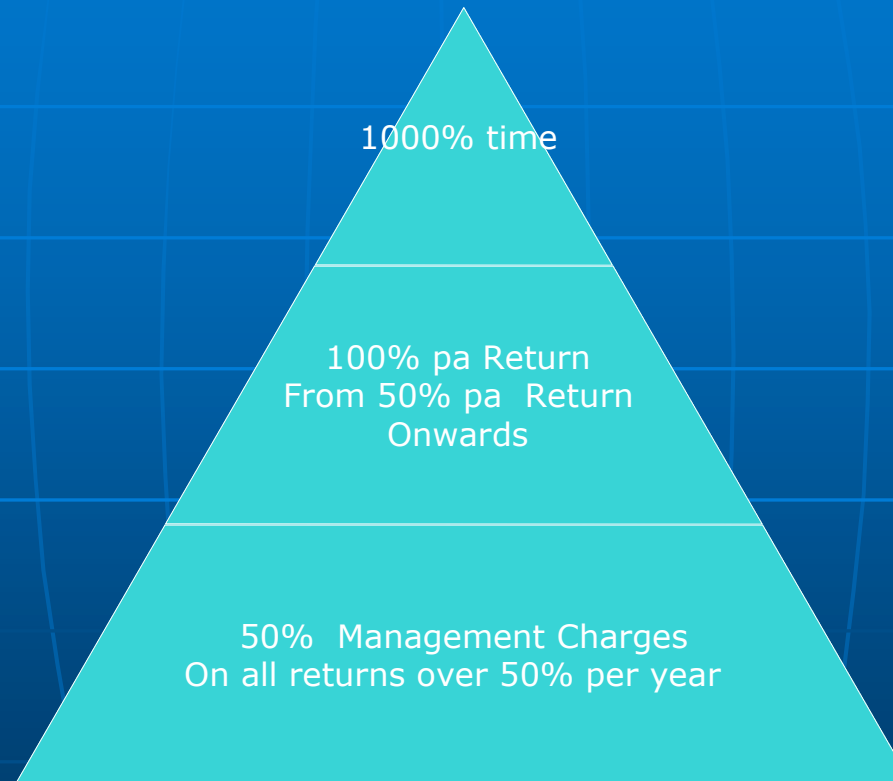 1000% time
100% pa Return
From 50% pa  Return
Onwards
50%  Management Charges
On all returns over 50% per year